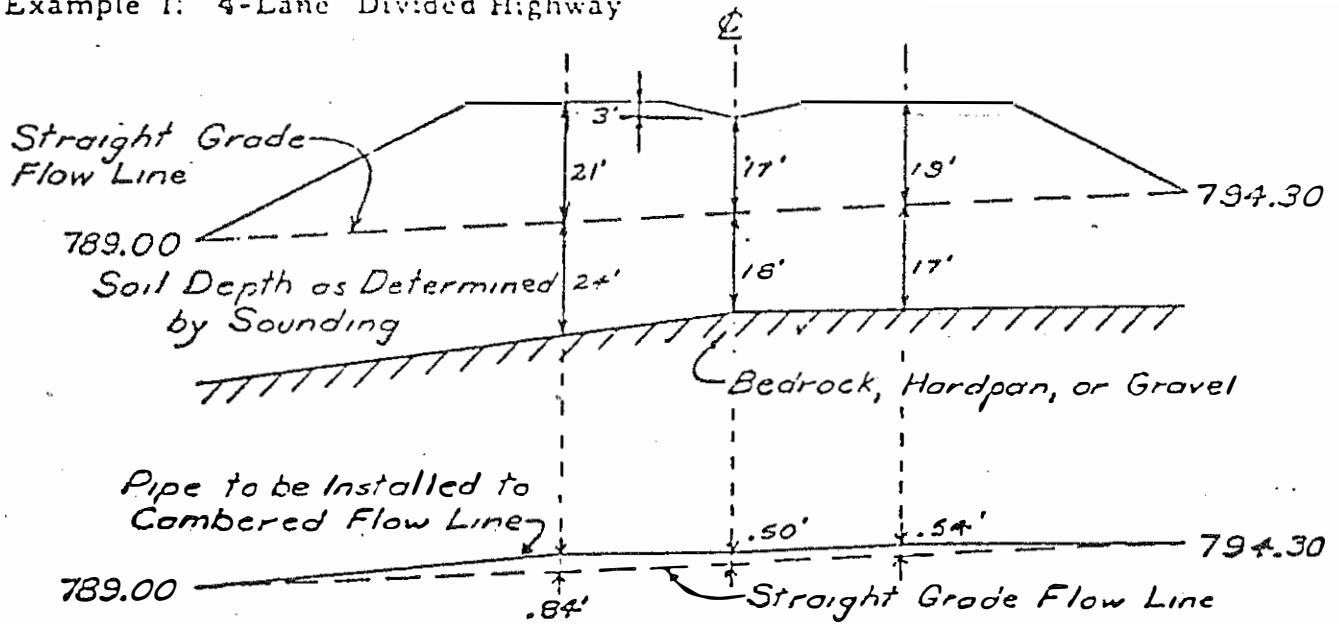 Example 1: 4-Lane Divided Highway
℄
3'
Straight Grade
Flow Line
21'
17'
19'
794.30
789.00
Soil Depth as Determined
by Sounding
24'
18'
17'
Bedrock, Hardpan, or Gravel
Pipe to be Installed to
Cambered Flow Line
.50'
.54'
794.30
789.00
.84'
Straight Grade Flow Line